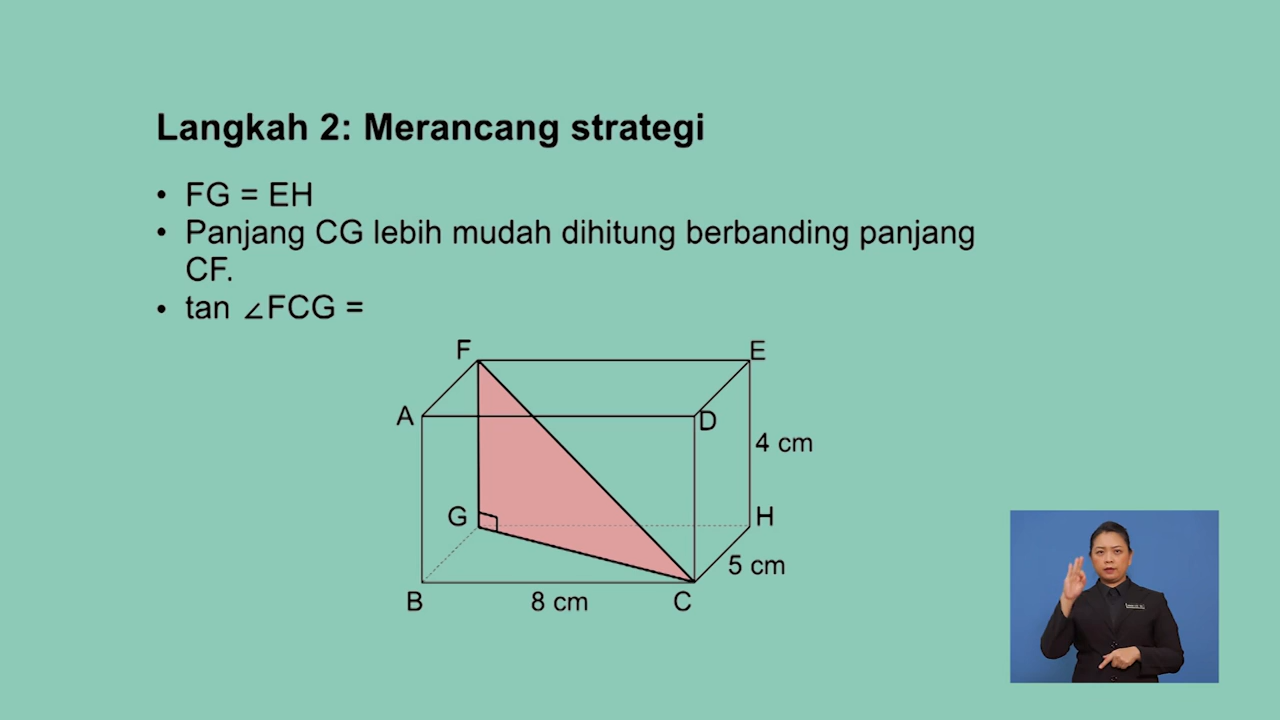 Langkah 2: Merancang strategi
• FG = EH
• Panjang CG lebih mudah dihitung berbanding panjang
CF.
• tan ∠FCG =
F
E
A
D
4 cm
G
H
5 cm
B
8 cm
C